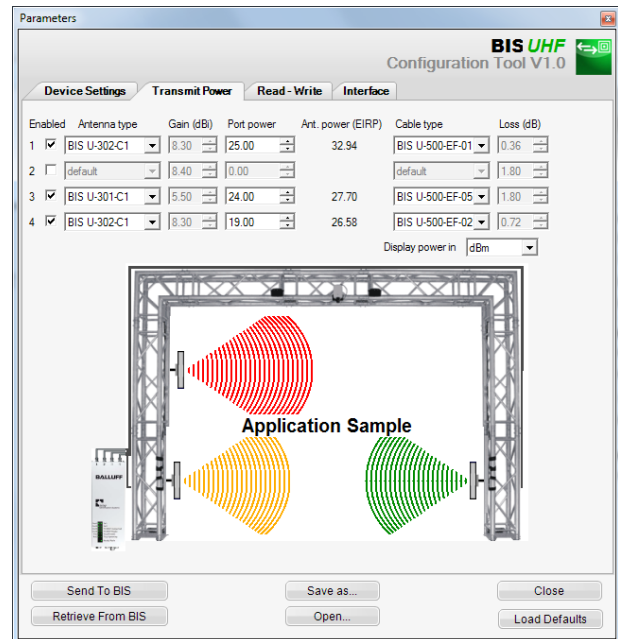 Parameters
BIS UHF
Configuration Tool V1.0
Device Settings Transmit Power Read - Write Interface
Enabled Antenna type Gain (dBi) Port power Ant. power (EIRP) Cable type Loss (dB)
1 BIS U-302-C1 8.30 25.00 32.94 BIS U-500-EF-01 0.36
2 default 8.40 0.00 default 1.80
3 BIS U-301-C1 5.50 24.00 27.70 BIS U-500-EF-05 1.80
4 BIS U-302-C1 8.30 19.00 26.58 BIS U-500-EF-02 0.72
Display power in dBm
Application Sample
BALLUFF
Send To BIS Save as... Close
Retrieve From BIS Open... Load Defaults